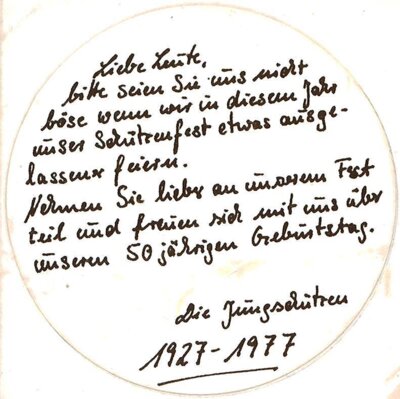 Liebe Leute,
bitte seien Sie uns nicht
böse wenn wir in diesem Jahr
unser Schützenfest etwas ausge-
lassener feiern.
Nehmen Sie lieber an unserem Fest
teil und freuen sich mit uns über
unseren 50 jährigen Geburtstag.
Die Jungschützen
1927-1977